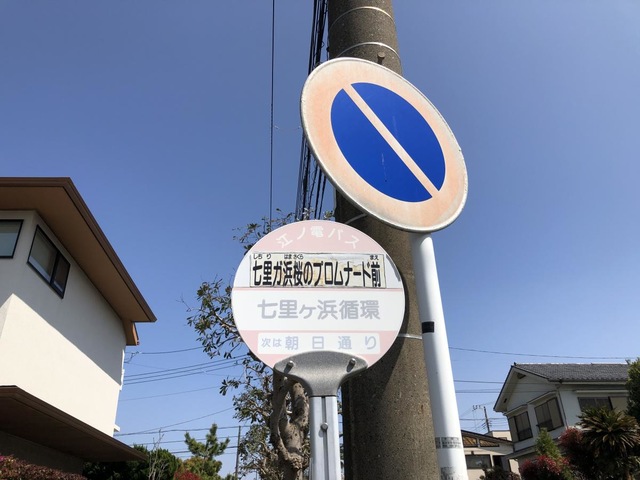 江ノ電バス
しちり はまさくら まえ
七里が浜桜のプロムナード前
七里ヶ浜循環
次は 朝日通り